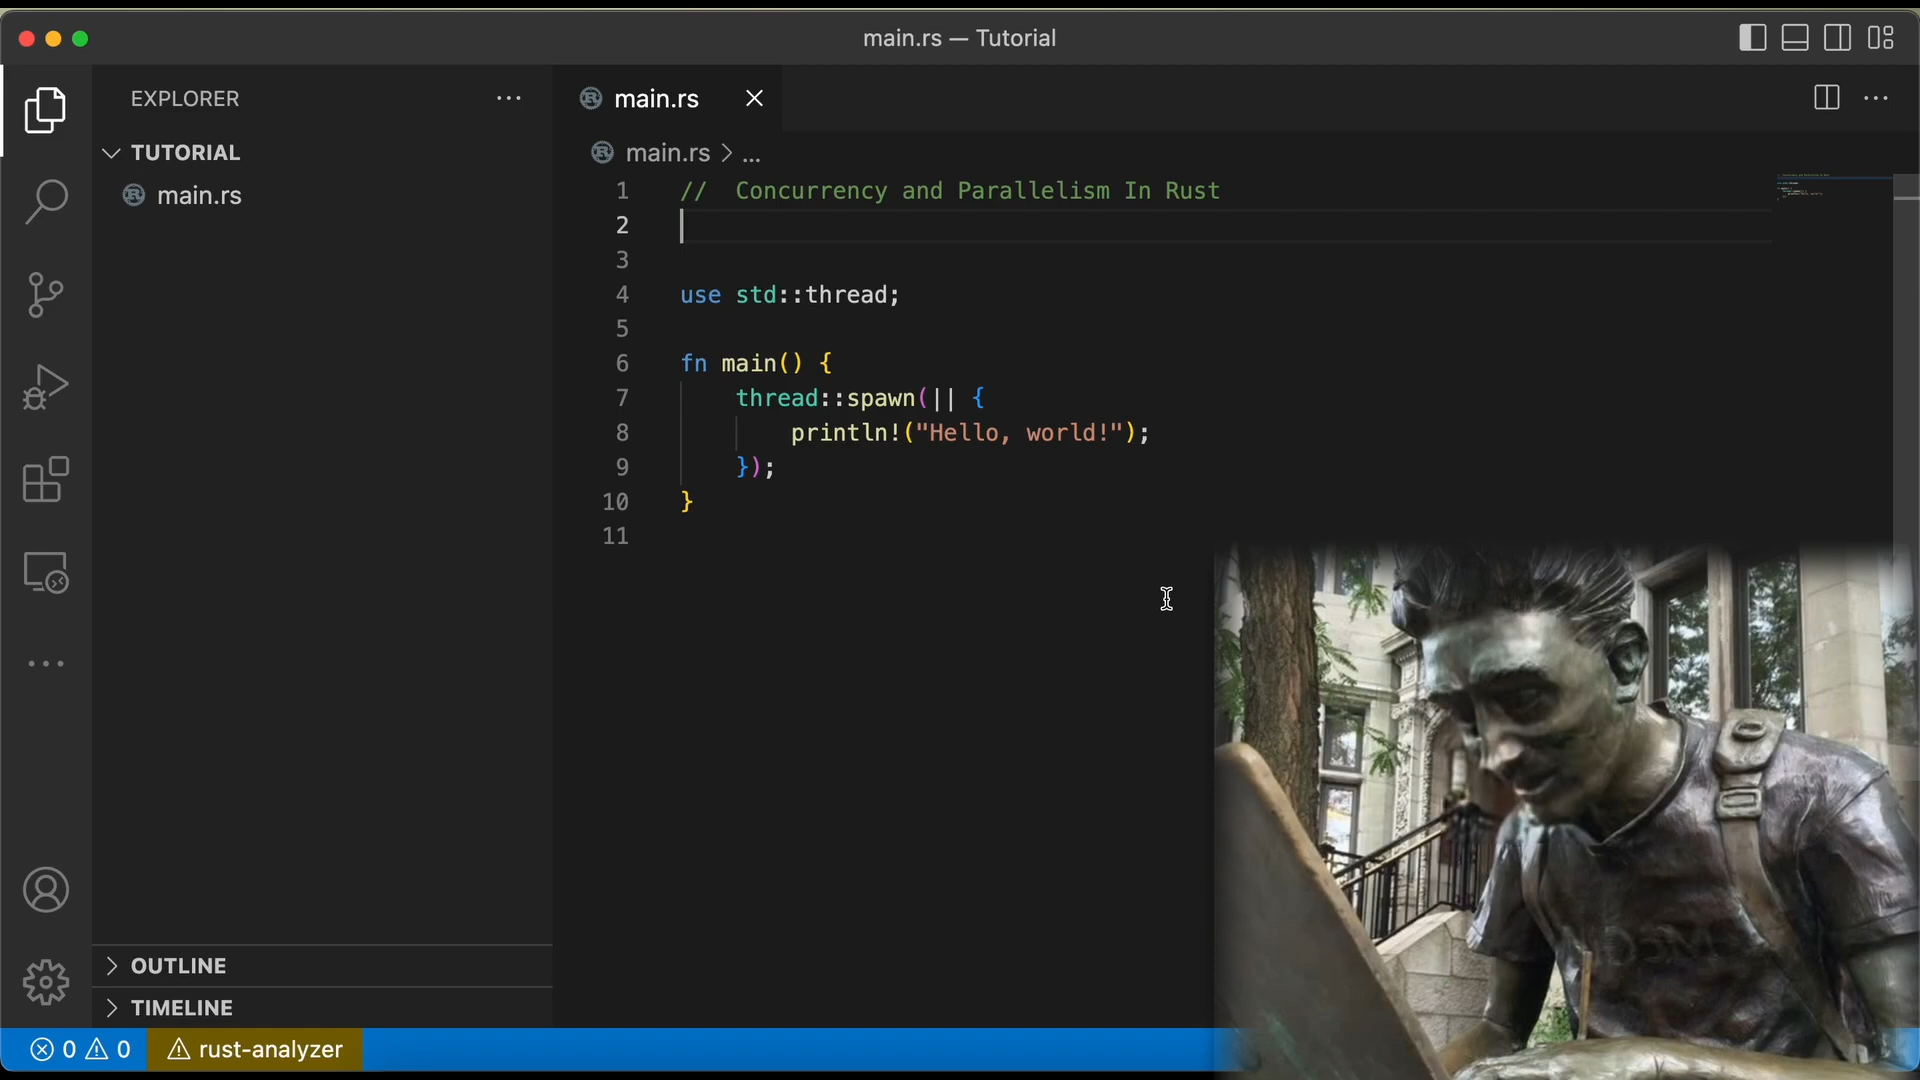 main.rs — Tutorial
EXPLORER
TUTORIAL
main.rs
OUTLINE
TIMELINE
main.rs
main.rs > ...
1 // Concurrency and Parallelism In Rust
2
3
4 use std::thread;
5
6 fn main() {
7 thread::spawn(|| {
8 println!("Hello, world!");
9 });
10 }
11
0 0 rust-analyzer